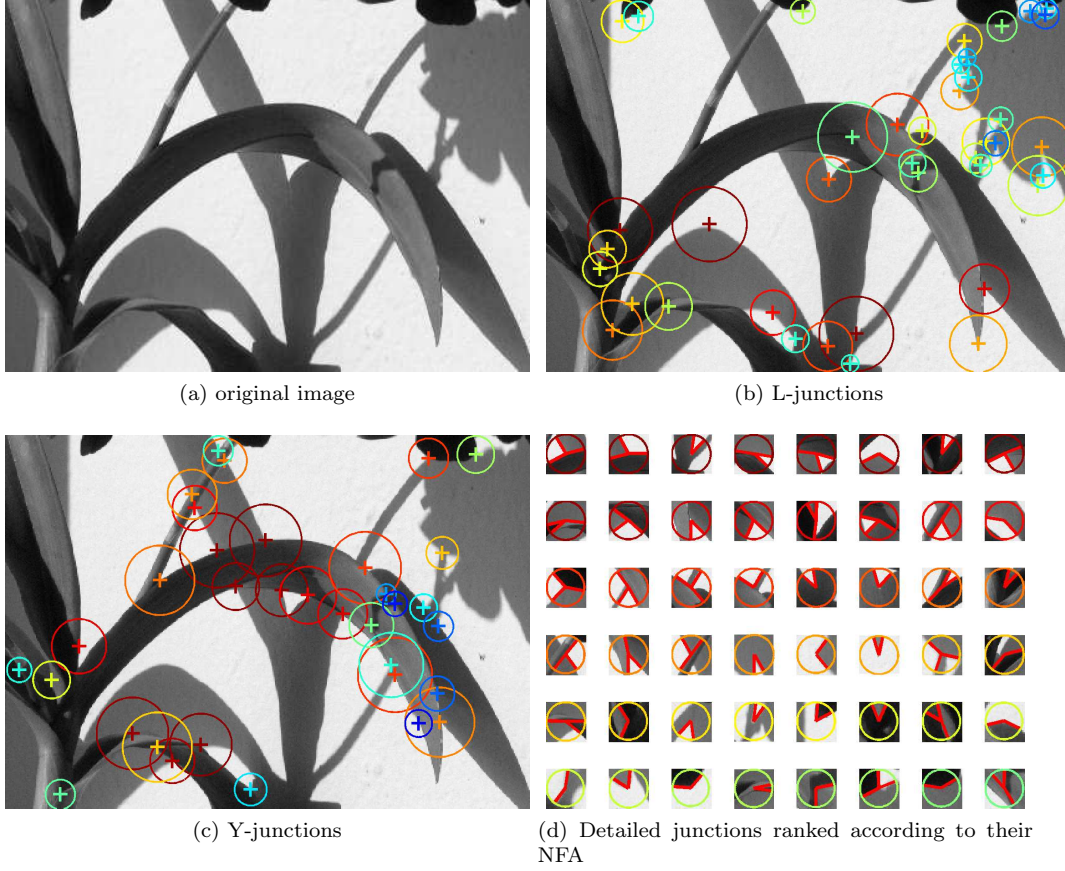 (a) original image
(b) L-junctions
(c) Y-junctions
(d) Detailed junctions ranked according to their
NFA